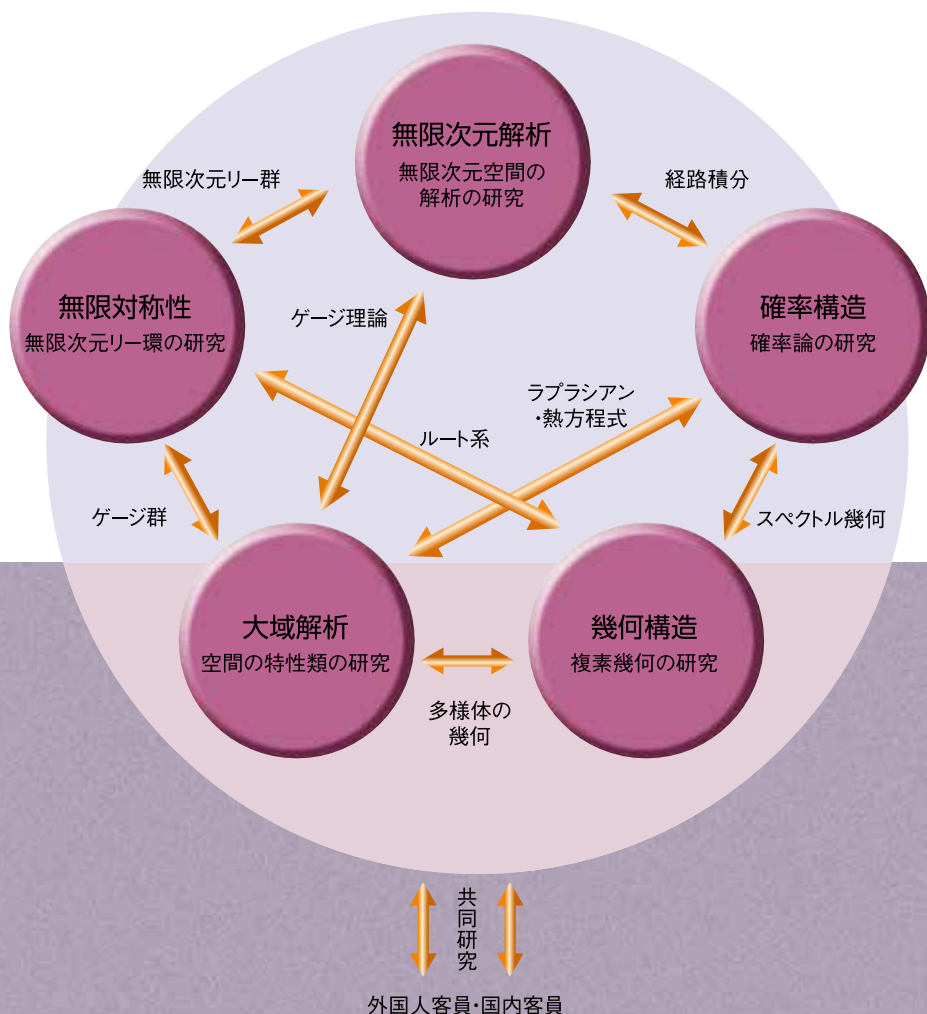 無限次元解析
無限次元空間の
解析の研究
無限次元リー群
経路積分
無限対称性
無限次元リー環の研究
確率構造
確率論の研究
ゲージ理論
ラプラシアン
・熱方程式
ルート系
ゲージ群
スペクトル幾何
大域解析
空間の特性類の研究
幾何構造
複素幾何の研究
多様体の
幾何
共同研究
外国人客員・国内客員